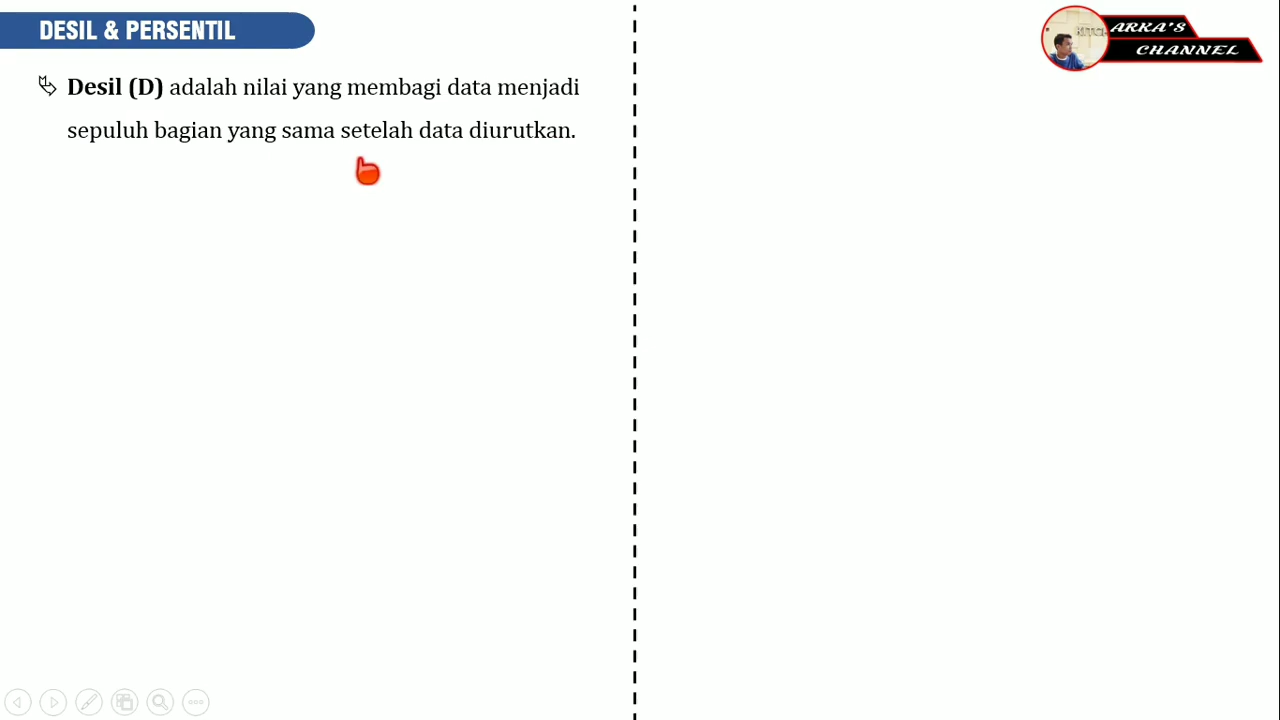 DESIL & PERSENTIL
Desil (D) adalah nilai yang membagi data menjadi
sepuluh bagian yang sama setelah data diurutkan.
ARKA'S
CHANNEL